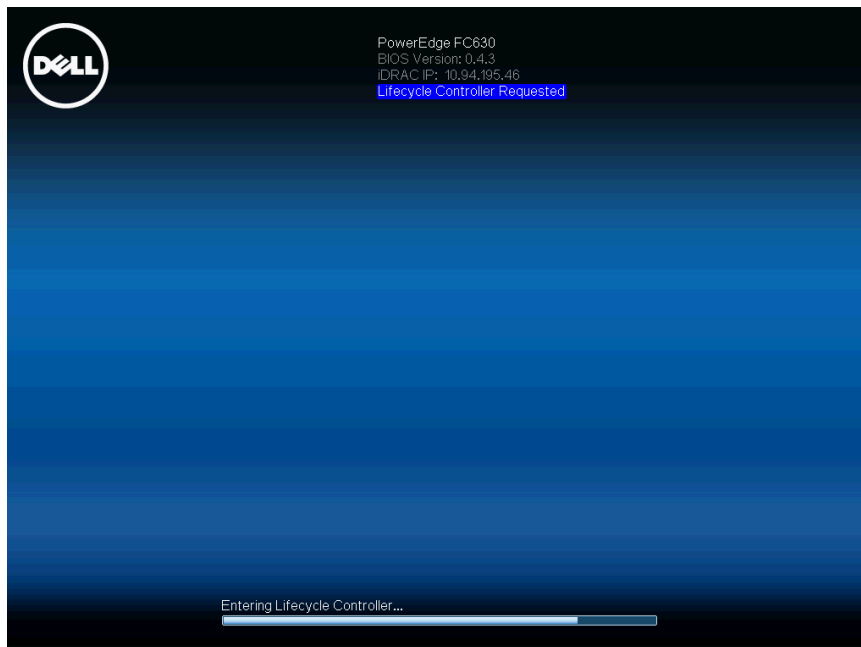 DELL
PowerEdge FC630
BIOS Version: 0.4.3
iDRAC IP: 10.94.195.46
Lifecycle Controller Requested
Entering Lifecycle Controller...